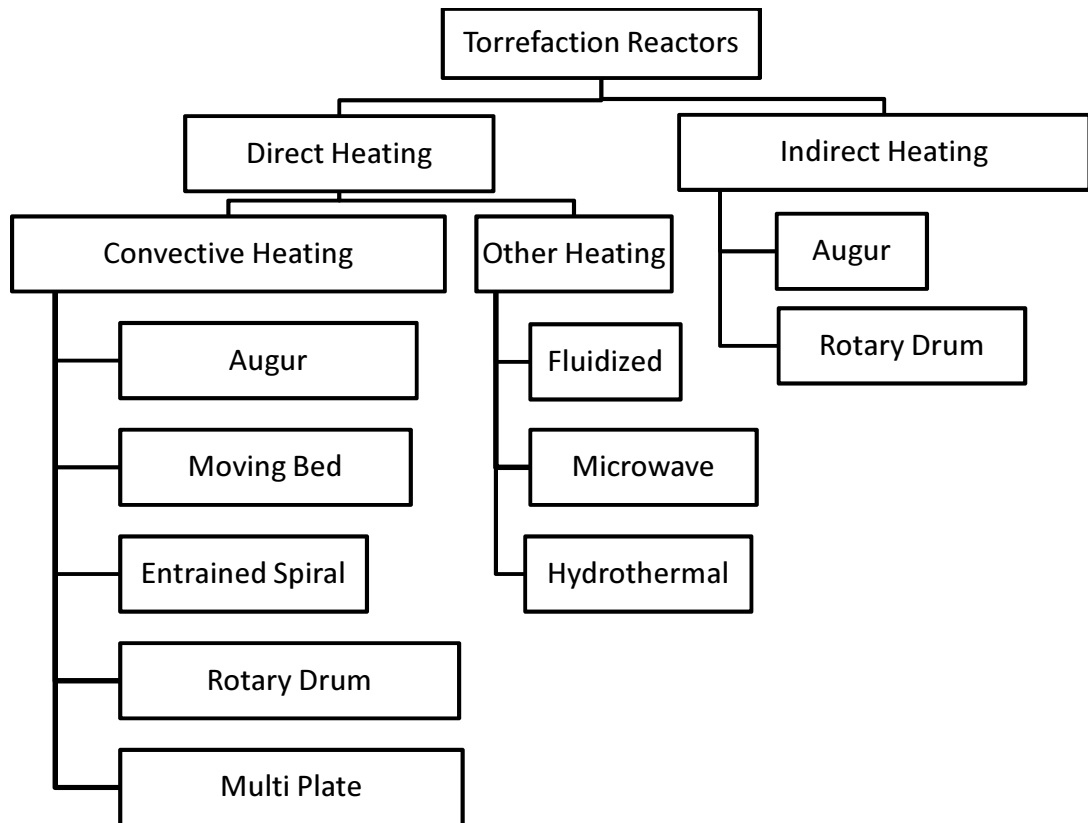 Torrefaction Reactors
Direct Heating
Indirect Heating
Convective Heating
Other Heating
Augur
Moving Bed
Entrained Spiral
Rotary Drum
Multi Plate
Fluidized
Microwave
Hydrothermal
Augur
Rotary Drum